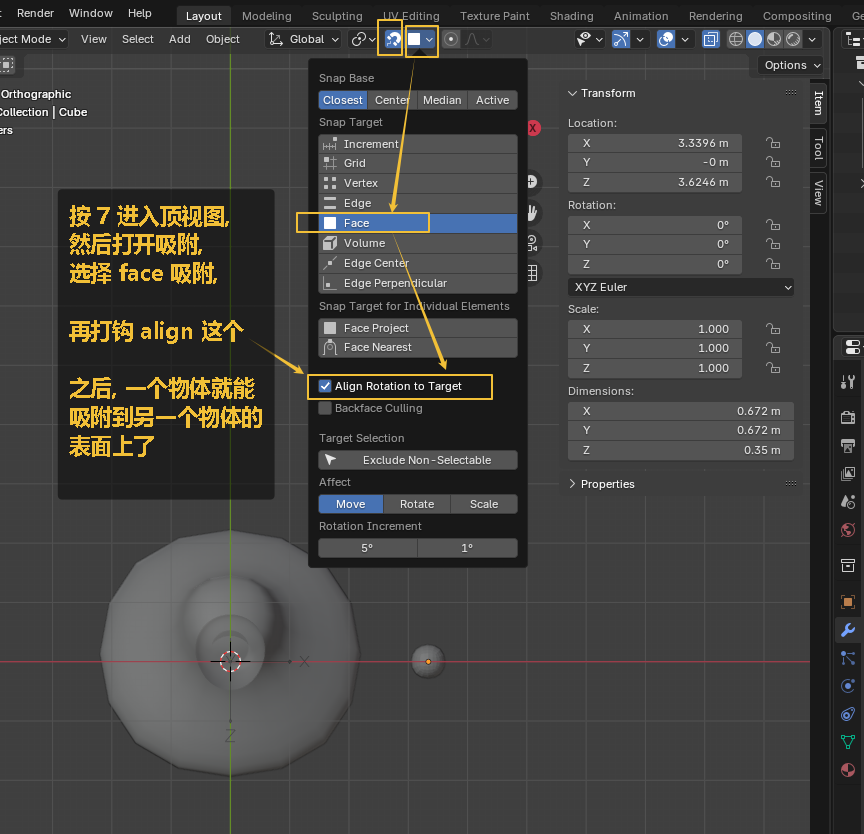 Render Window Help Layout Modeling Sculpting UV Editing Texture Paint Shading Animation Rendering Compositing Ge
ject Mode View Select Add Object Global
Options
Orthographic
Collection | Cube
ers
Snap Base
Closest Center Median Active
Snap Target
Increment
Grid
Vertex
Edge
Face
Volume
Edge Center
Edge Perpendicular
Snap Target for Individual Elements
Face Project
Face Nearest
Align Rotation to Target
Backface Culling
Target Selection
Exclude Non-Selectable
Affect
Move Rotate Scale
Rotation Increment
5° 1°
按 7 进入顶视图,
然后打开吸附,
选择 face 吸附,
再打钩 align 这个
之后, 一个物体就能
吸附到另一个物体的
表面上了
X
Z
X
Transform
Location:
X 3.3396 m
Y -0 m
Z 3.6246 m
Rotation:
X 0°
Y 0°
Z 0°
XYZ Euler
Scale:
X 1.000
Y 1.000
Z 1.000
Dimensions:
X 0.672 m
Y 0.672 m
Z 0.35 m
Properties
Item
Tool
View